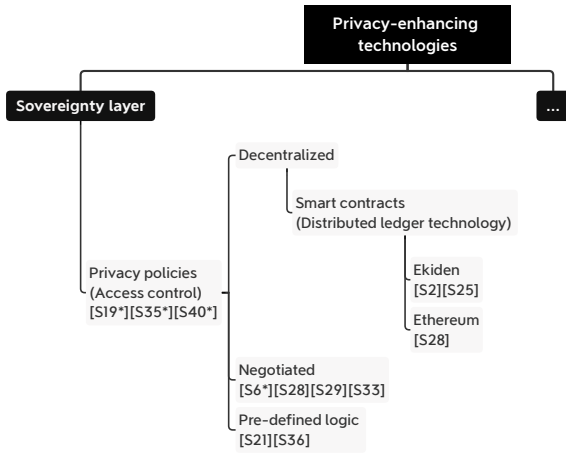 Privacy-enhancing
technologies
Sovereignty layer
...
Decentralized
Smart contracts
(Distributed ledger technology)
Privacy policies
(Access control)
[S19*][S35*][S40*]
Ekiden
[S2][S25]
Ethereum
[S28]
Negotiated
[S6*][S28][S29][S33]
Pre-defined logic
[S21][S36]